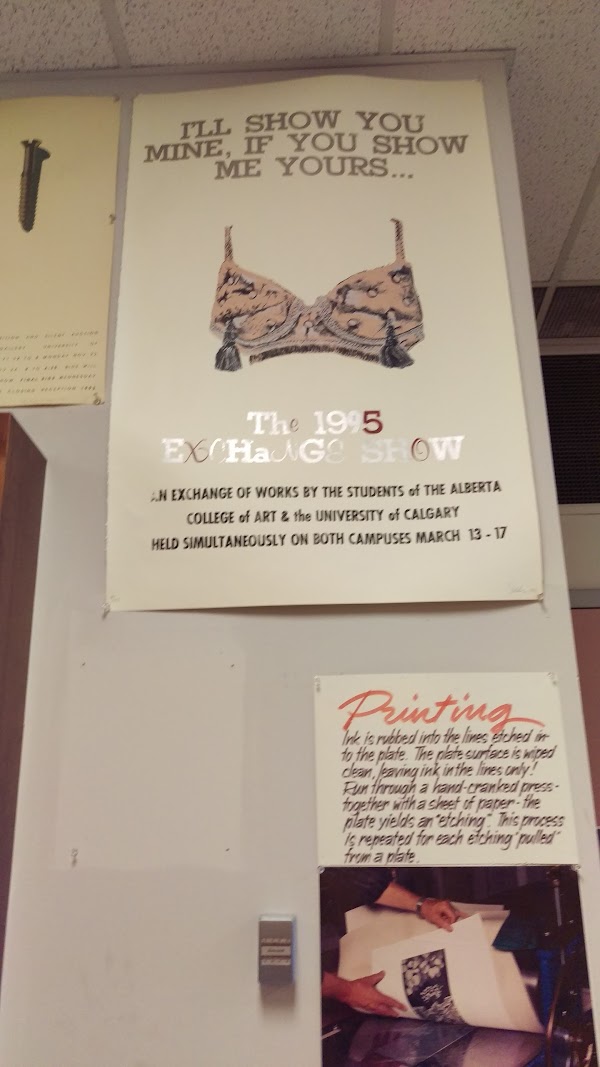 I'LL SHOW YOU
MINE, IF YOU SHOW
ME YOURS...
The 1995
EXCHaNGe SHOW
AN EXCHANGE OF WORKS BY THE STUDENTS of THE ALBERTA
COLLEGE of ART & the UNIVERSITY of CALGARY
HELD SIMULTANEOUSLY ON BOTH CAMPUSES MARCH 13 - 17
Printing
Ink is rubbed into the lines etched in-
to the plate. The plate surface is wiped
clean, leaving ink in the lines only!
Run through a hand-cranked press-
together with a sheet of paper - the
plate yields an "etching". This process
is repeated for each etching "pulled"
from a plate.